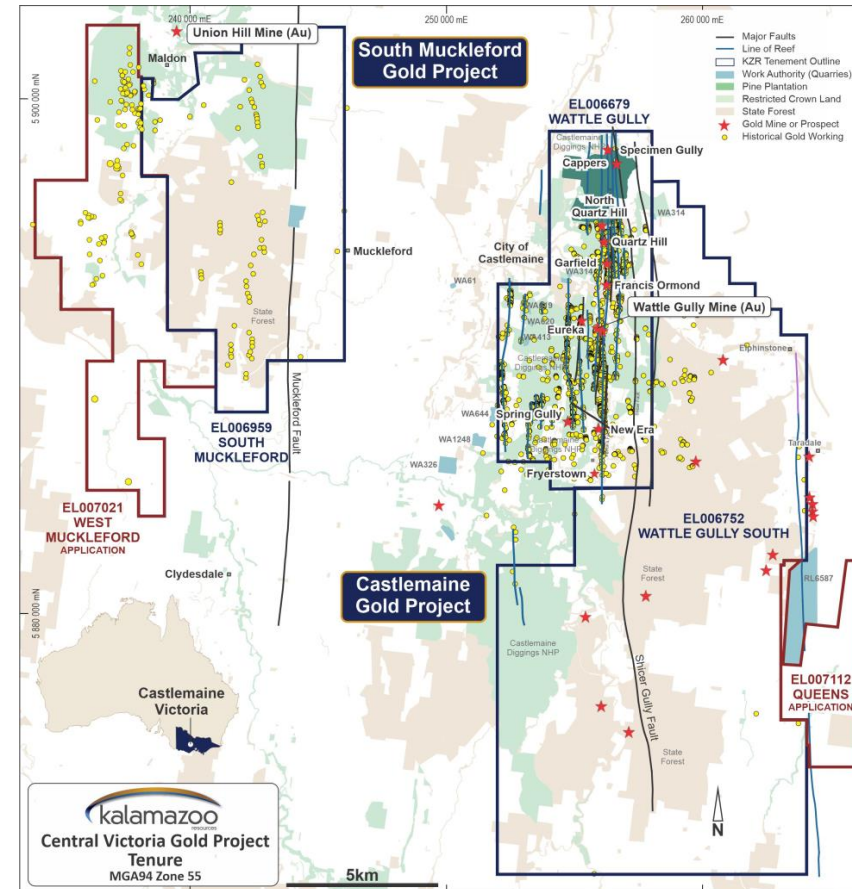 240 000 mE
250 000 mE
260 000 mE
Union Hill Mine (Au)
Maldon
South Muckleford
Gold Project
Major Faults
Line of Reef
KZR Tenement Outline
Work Authority (Quarries)
Pine Plantation
Restricted Crown Land
State Forest
Gold Mine or Prospect
Historical Gold Working
5 900 000 mN
EL006679
WATTLE GULLY
Castlemaine
Diggings NHP
Specimen Gully
Cappers
North
Quartz Hill
WA314
Quartz Hill
City of
Castlemaine
Muckleford
Garfield
WA314
WA61
Francis Ormond
Wattle Gully Mine (Au)
State
Forest
Eureka
WA413
Elphinstone
Castlemaine
Diggings NHP
Muckleford Fault
EL006959
SOUTH
MUCKLEFORD
Spring Gully
WA644
New Era
WA1248
Castlemaine
Diggings NHP
Taradale
WA326
Fryerstown
EL007021
WEST
MUCKLEFORD
APPLICATION
EL006752
WATTLE GULLY SOUTH
Clydesdale
Castlemaine
Gold Project
State
Forest
RL6587
5 880 000 mN
Castlemaine
Diggings NHP
Shicer Gully Fault
EL007112
QUEENS
APPLICATION
Castlemaine
Victoria
State
Forest
kalamazoo
resources
Central Victoria Gold Project
Tenure
MGA94 Zone 55
5km
N